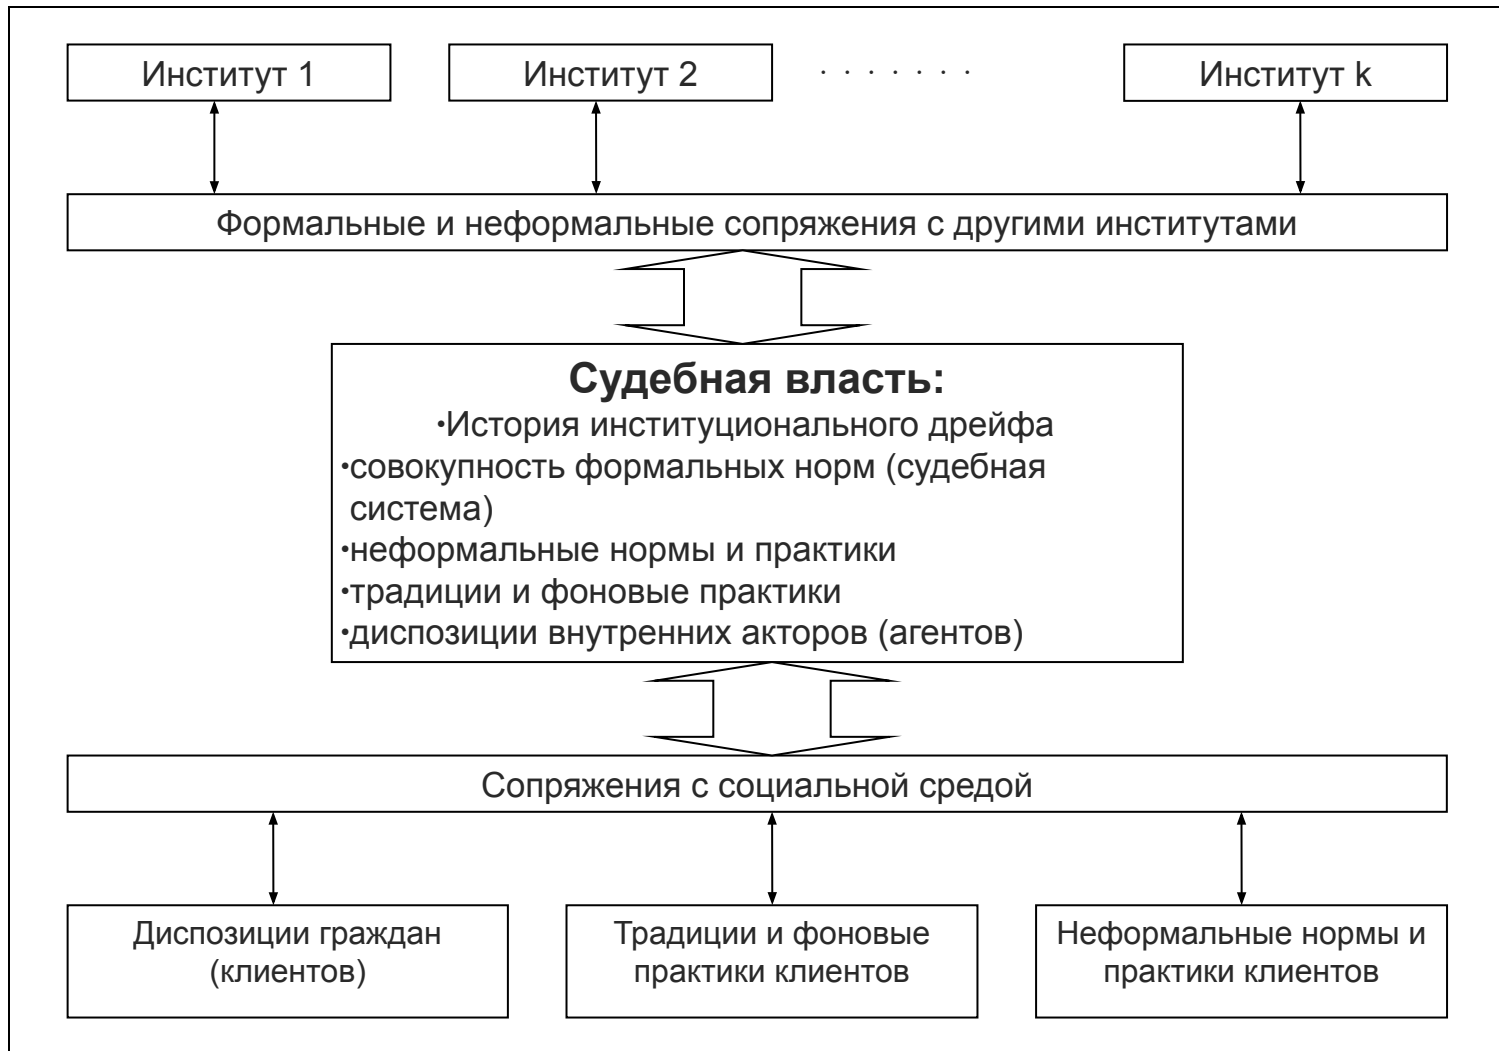 Институт 1
Институт 2
. . . . . . .
Институт k
Формальные и неформальные сопряжения с другими институтами
Судебная власть:
•История институционального дрейфа
•совокупность формальных норм (судебная
система)
•неформальные нормы и практики
•традиции и фоновые практики
•диспозиции внутренних акторов (агентов)
Сопряжения с социальной средой
Диспозиции граждан
(клиентов)
Традиции и фоновые
практики клиентов
Неформальные нормы и
практики клиентов